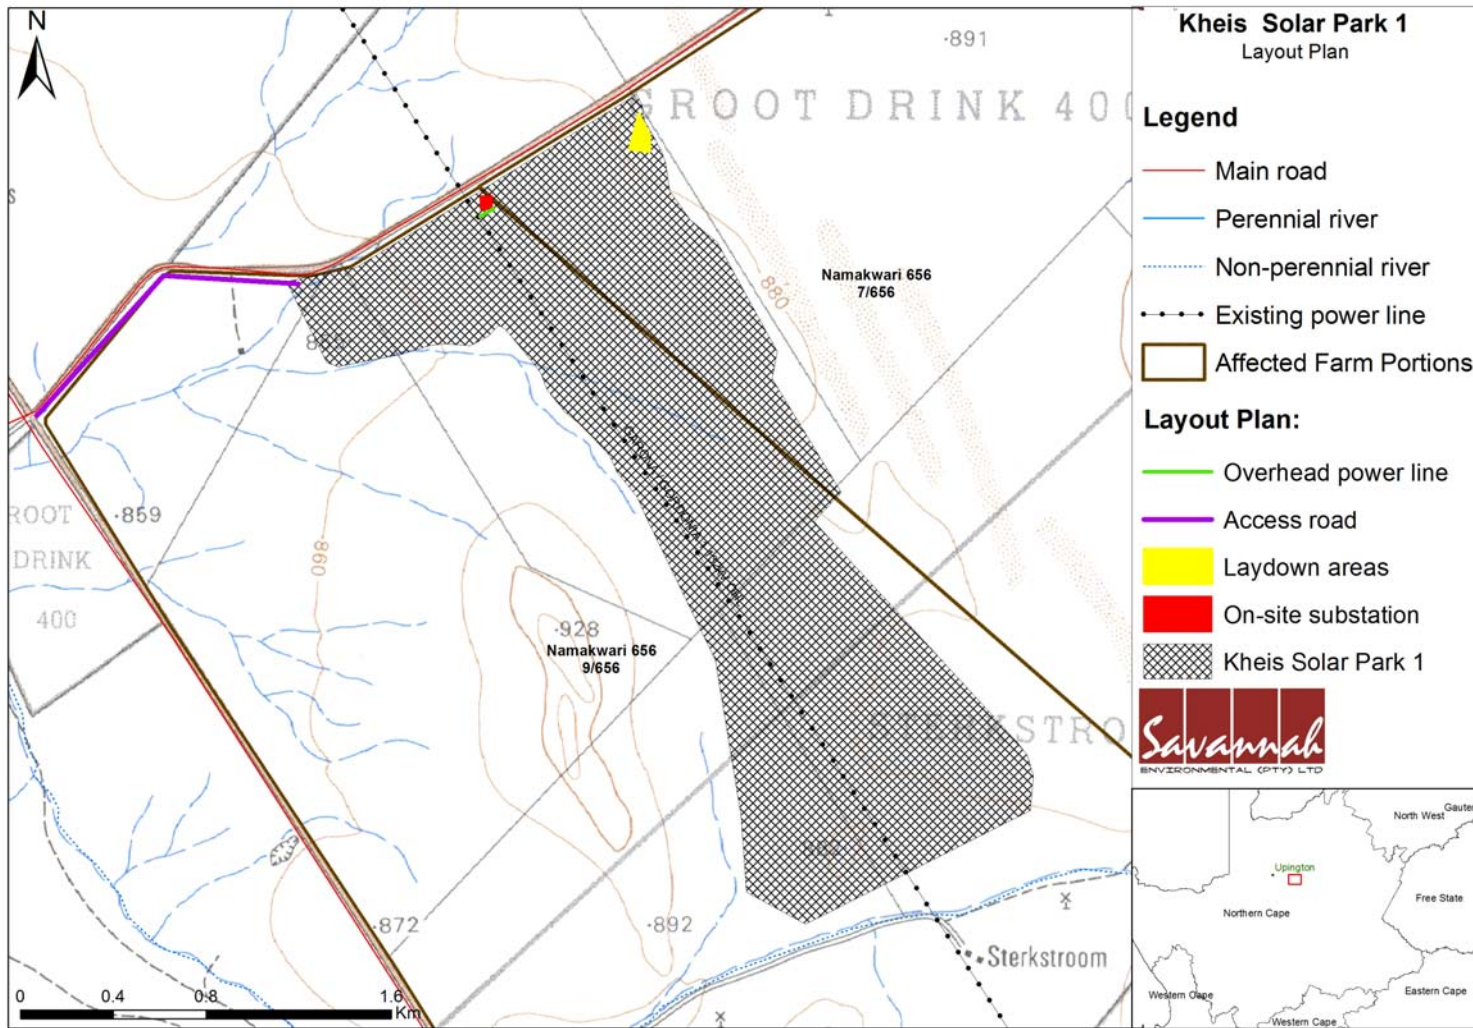 N
·891
GROOT DRINK 400
880
Namakwari 656
7/656
ROOT
DRINK
400
·859
860
·928
Namakwari 656
9/656
·872
·892
Sterkstroom
0 0.4 0.8 1.6
Km
Kheis Solar Park 1
Layout Plan
Legend
Main road
Perennial river
Non-perennial river
Existing power line
Affected Farm Portions
Layout Plan:
Overhead power line
Access road
Laydown areas
On-site substation
Kheis Solar Park 1
Savannah
ENVIRONMENTAL (PTY) LTD
North West
Gauten
Upington
Northern Cape
Free State
Western Cape
Eastern Cape
Western Cape